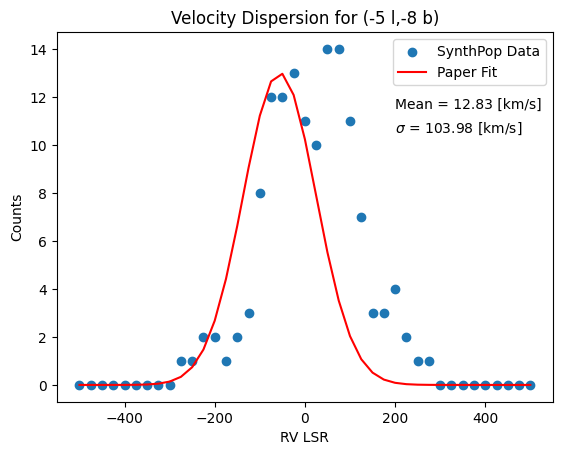 Velocity Dispersion for (-5 l,-8 b)
SynthPop Data
Paper Fit
Mean = 12.83 [km/s]
σ = 103.98 [km/s]
14
12
10
8
6
4
2
0
Counts
−400
−200
0
200
400
RV LSR